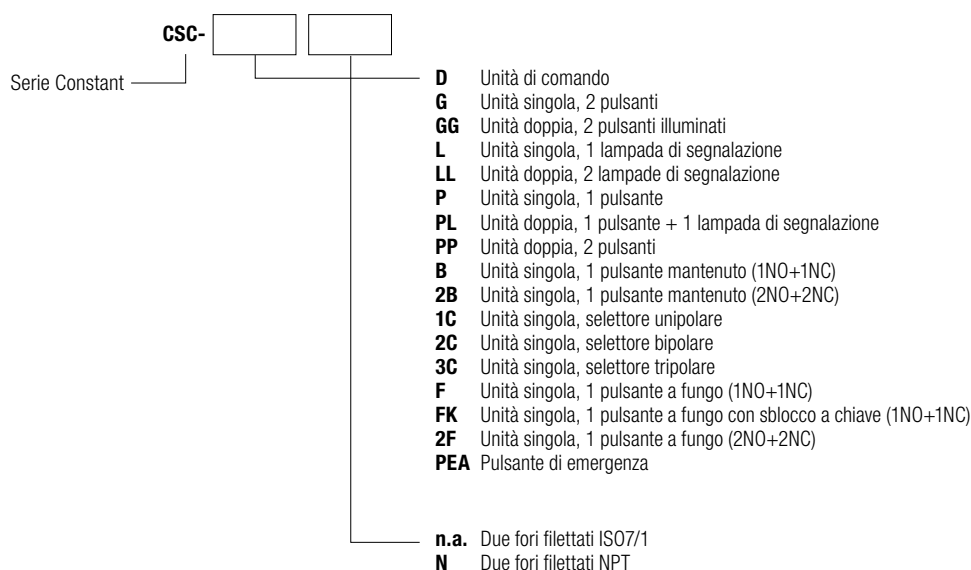 CSC-
Serie Constant
D Unità di comando
G Unità singola, 2 pulsanti
GG Unità doppia, 2 pulsanti illuminati
L Unità singola, 1 lampada di segnalazione
LL Unità doppia, 2 lampade di segnalazione
P Unità singola, 1 pulsante
PL Unità doppia, 1 pulsante + 1 lampada di segnalazione
PP Unità doppia, 2 pulsanti
B Unità singola, 1 pulsante mantenuto (1NO+1NC)
2B Unità singola, 1 pulsante mantenuto (2NO+2NC)
1C Unità singola, selettore unipolare
2C Unità singola, selettore bipolare
3C Unità singola, selettore tripolare
F Unità singola, 1 pulsante a fungo (1NO+1NC)
FK Unità singola, 1 pulsante a fungo con sblocco a chiave (1NO+1NC)
2F Unità singola, 1 pulsante a fungo (2NO+2NC)
PEA Pulsante di emergenza
n.a. Due fori filettati ISO7/1
N Due fori filettati NPT